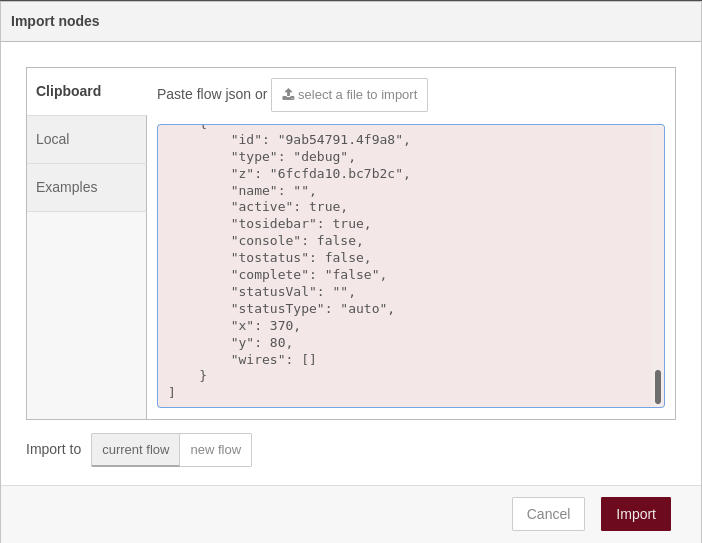 Import nodes
Clipboard
Local
Examples
Paste flow json or select a file to import
{
"id": "9ab54791.4f9a8",
"type": "debug",
"z": "6fcfda10.bc7b2c",
"name": "",
"active": true,
"tosidebar": true,
"console": false,
"tostatus": false,
"complete": "false",
"statusVal": "",
"statusType": "auto",
"x": 370,
"y": 80,
"wires": []
}
]
Import to current flow new flow
Cancel Import